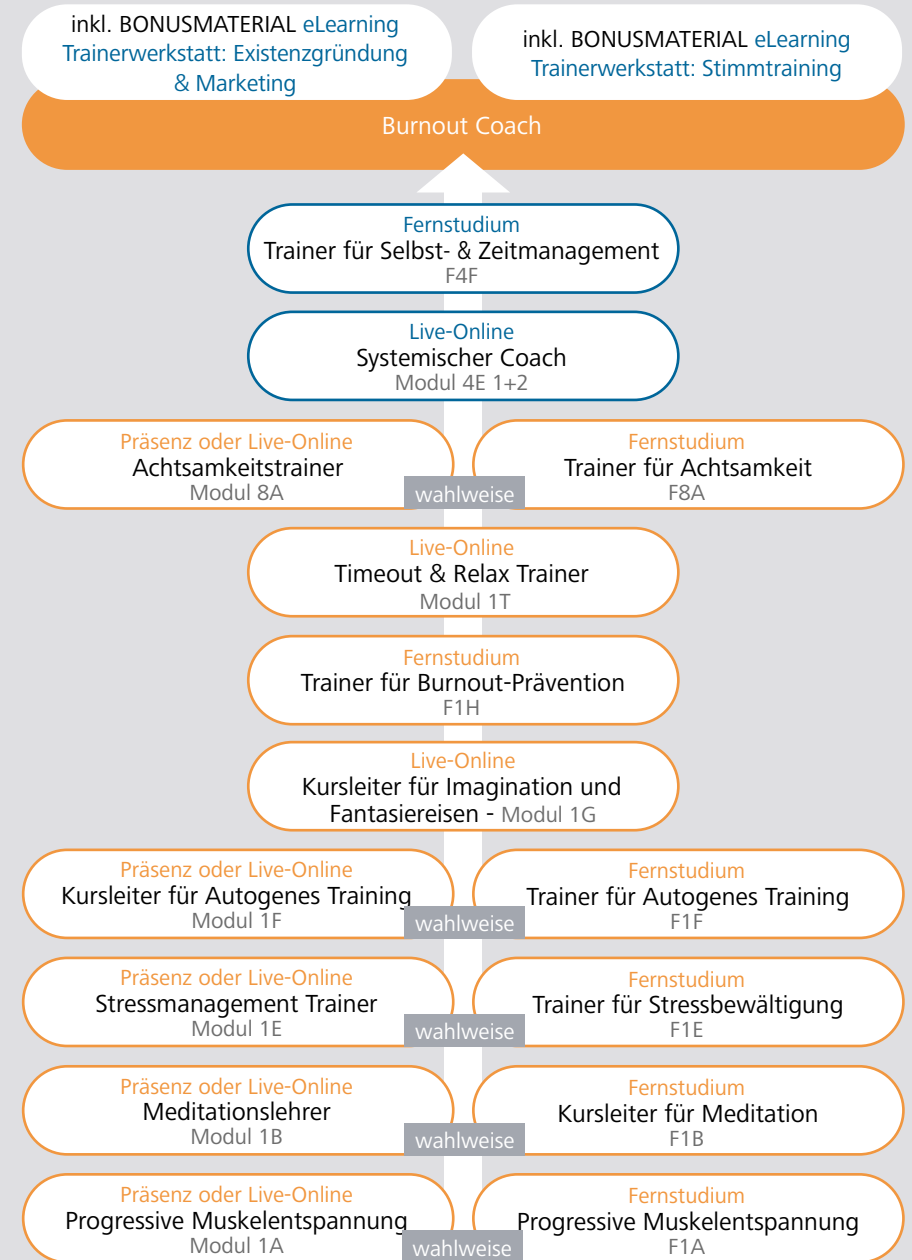 inkl. BONUSMATERIAL eLearning
Trainerwerkstatt: Existenzgründung
& Marketing
inkl. BONUSMATERIAL eLearning
Trainerwerkstatt: Stimmtraining
Burnout Coach
Fernstudium
Trainer für Selbst- & Zeitmanagement
F4F
Live-Online
Systemischer Coach
Modul 4E 1+2
Präsenz oder Live-Online
Achtsamkeitstrainer
Modul 8A
wahlweise
Fernstudium
Trainer für Achtsamkeit
F8A
Live-Online
Timeout & Relax Trainer
Modul 1T
Fernstudium
Trainer für Burnout-Prävention
F1H
Live-Online
Kursleiter für Imagination und
Fantasiereisen - Modul 1G
Präsenz oder Live-Online
Kursleiter für Autogenes Training
Modul 1F
wahlweise
Fernstudium
Trainer für Autogenes Training
F1F
Präsenz oder Live-Online
Stressmanagement Trainer
Modul 1E
wahlweise
Fernstudium
Trainer für Stressbewältigung
F1E
Präsenz oder Live-Online
Meditationslehrer
Modul 1B
wahlweise
Fernstudium
Kursleiter für Meditation
F1B
Präsenz oder Live-Online
Progressive Muskelentspannung
Modul 1A
wahlweise
Fernstudium
Progressive Muskelentspannung
F1A